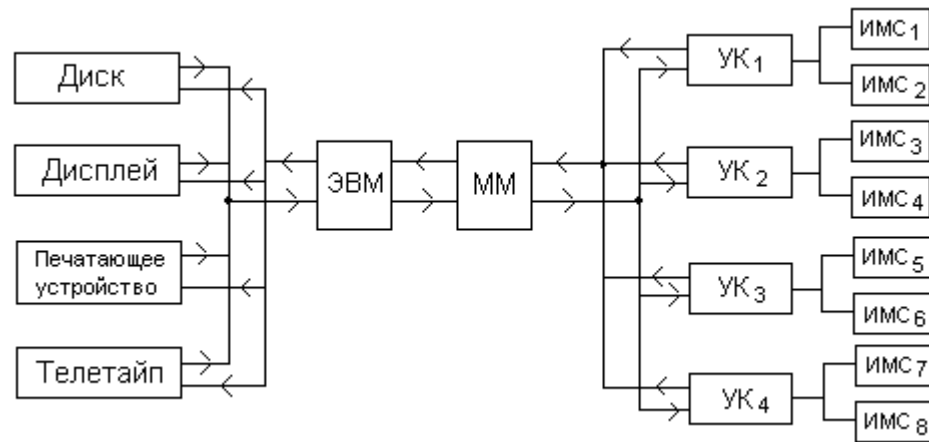 Диск
Дисплей
Печатающее
устройство
Телетайп
ЭВМ
ММ
УК1
УК2
УК3
УК4
ИМС1
ИМС2
ИМС3
ИМС4
ИМС5
ИМС6
ИМС7
ИМС8